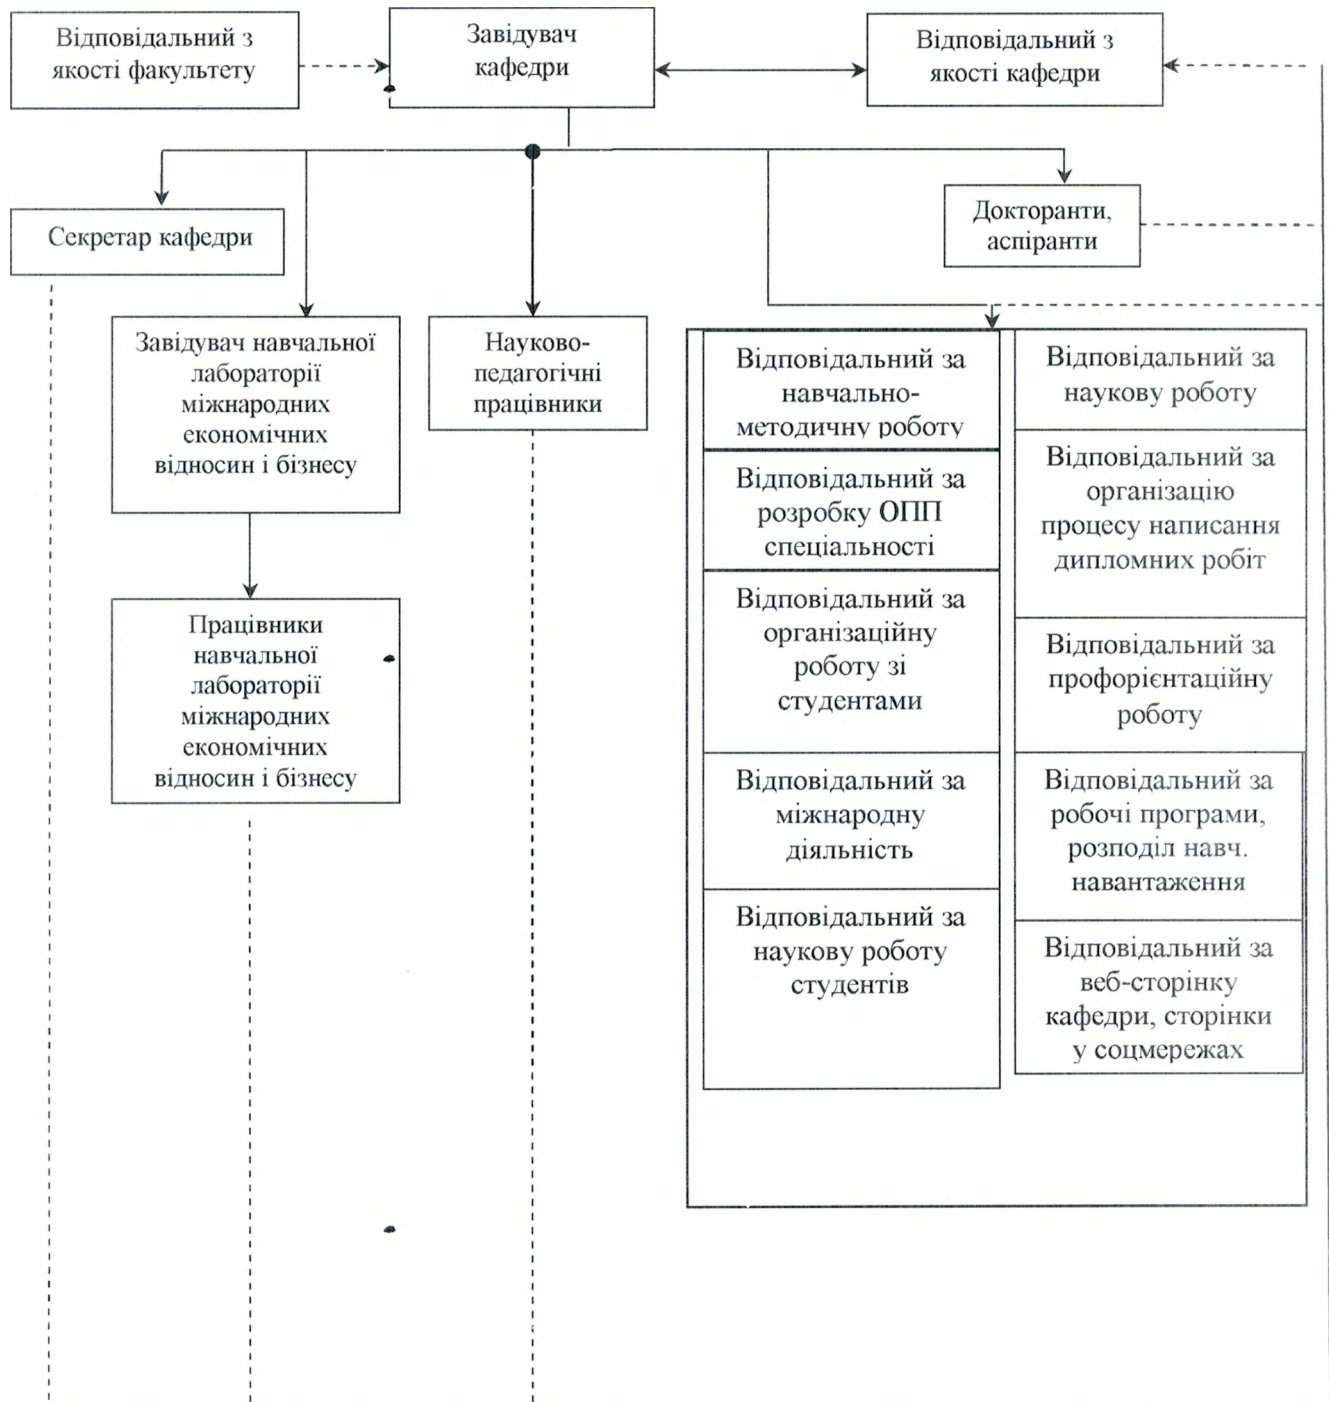 Відповідальний з
якості факультету
Завідувач
кафедри
Відповідальний з
якості кафедри
Секретар кафедри
Докторанти,
аспіранти
Завідувач навчальної
лабораторії
міжнародних
економічних
відносин і бізнесу
Науково-
педагогічні
працівники
Працівники
навчальної
лабораторії
міжнародних
економічних
відносин і бізнесу
Відповідальний за
навчально-
методичну роботу
Відповідальний за
розробку ОПП
спеціальності
Відповідальний за
організаційну
роботу зі
студентами
Відповідальний за
міжнародну
діяльність
Відповідальний за
наукову роботу
студентів
Відповідальний за
наукову роботу
Відповідальний за
організацію
процесу написання
дипломних робіт
Відповідальний за
профорієнтаційну
роботу
Відповідальний за
робочі програми,
розподіл навч.
навантаження
Відповідальний за
веб-сторінку
кафедри, сторінки
у соцмережах